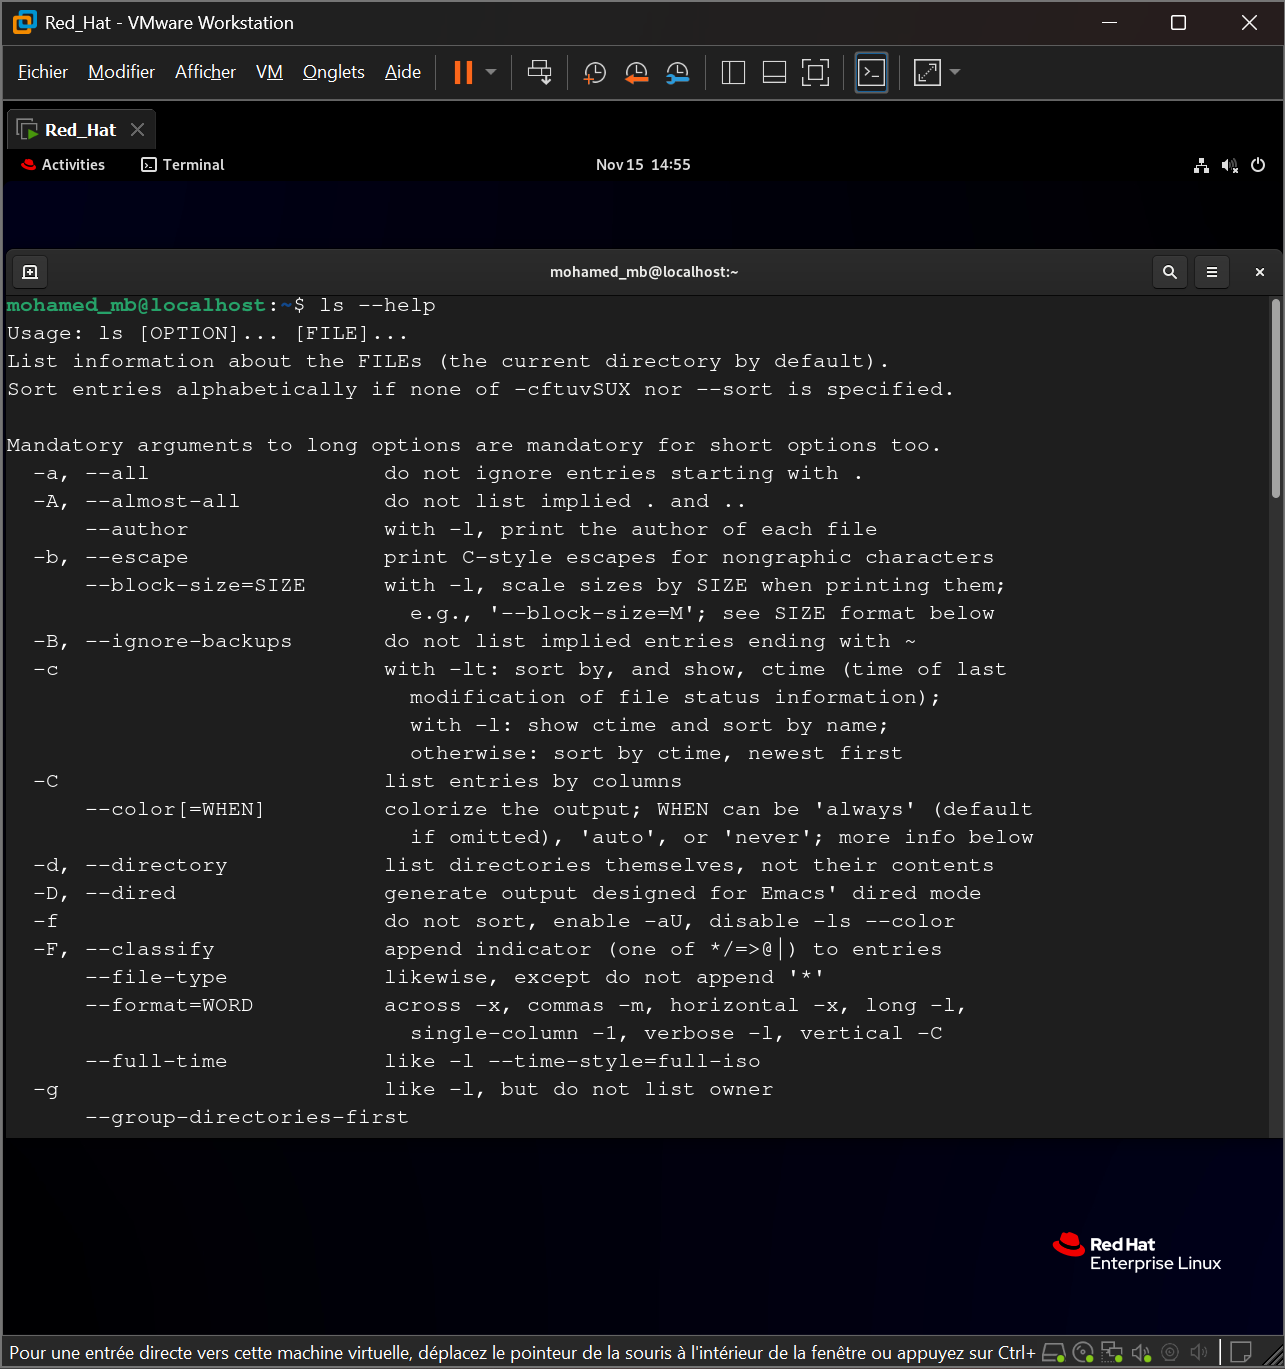 Red_Hat - VMware Workstation
Fichier Modifier Afficher VM Onglets Aide
Red_Hat
Activities Terminal Nov 15 14:55
mohamed_mb@localhost:~
mohamed_mb@localhost:~$ ls --help
Usage: ls [OPTION]... [FILE]...
List information about the FILEs (the current directory by default).
Sort entries alphabetically if none of -cftuvSUX nor --sort is specified.
Mandatory arguments to long options are mandatory for short options too.
  -a, --all                  do not ignore entries starting with .
  -A, --almost-all           do not list implied . and ..
      --author               with -l, print the author of each file
  -b, --escape               print C-style escapes for nongraphic characters
      --block-size=SIZE      with -l, scale sizes by SIZE when printing them;
                               e.g., '--block-size=M'; see SIZE format below
  -B, --ignore-backups       do not list implied entries ending with ~
  -c                         with -lt: sort by, and show, ctime (time of last
                               modification of file status information);
                               with -l: show ctime and sort by name;
                               otherwise: sort by ctime, newest first
  -C                         list entries by columns
      --color[=WHEN]         colorize the output; WHEN can be 'always' (default
                               if omitted), 'auto', or 'never'; more info below
  -d, --directory            list directories themselves, not their contents
  -D, --dired                generate output designed for Emacs' dired mode
  -f                         do not sort, enable -aU, disable -ls --color
  -F, --classify             append indicator (one of */=>@|) to entries
      --file-type            likewise, except do not append '*'
      --format=WORD          across -x, commas -m, horizontal -x, long -l,
                               single-column -1, verbose -l, vertical -C
      --full-time            like -l --time-style=full-iso
  -g                         like -l, but do not list owner
      --group-directories-first
Red Hat
Enterprise Linux
Pour une entrée directe vers cette machine virtuelle, déplacez le pointeur de la souris à l'intérieur de la fenêtre ou appuyez sur Ctrl+